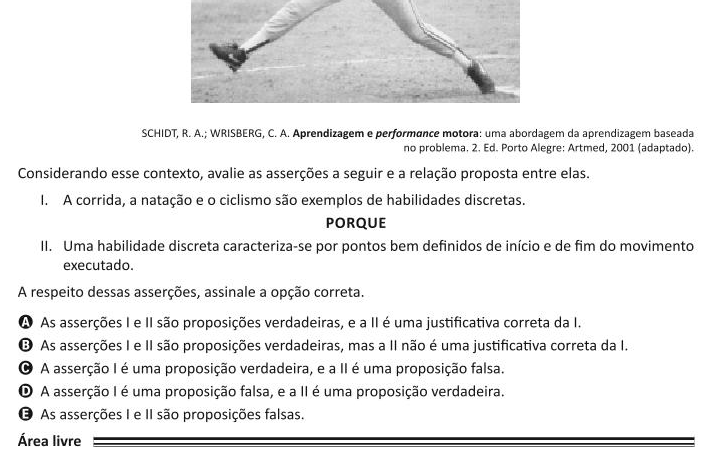 SCHIDT, R. A.; WRISBERG, C. A. Aprendizagem e performance motora: uma abordagem da aprendizagem baseada
no problema. 2. Ed. Porto Alegre: Artmed, 2001 (adaptado).
Considerando esse contexto, avalie as asserções a seguir e a relação proposta entre elas.
I. A corrida, a natação e o ciclismo são exemplos de habilidades discretas.
PORQUE
II. Uma habilidade discreta caracteriza-se por pontos bem definidos de início e de fim do movimento
executado.
A respeito dessas asserções, assinale a opção correta.
A As asserções I e II são proposições verdadeiras, e a II é uma justificativa correta da I.
B As asserções I e II são proposições verdadeiras, mas a II não é uma justificativa correta da I.
C A asserção I é uma proposição verdadeira, e a II é uma proposição falsa.
D A asserção I é uma proposição falsa, e a II é uma proposição verdadeira.
E As asserções I e II são proposições falsas.
Área livre